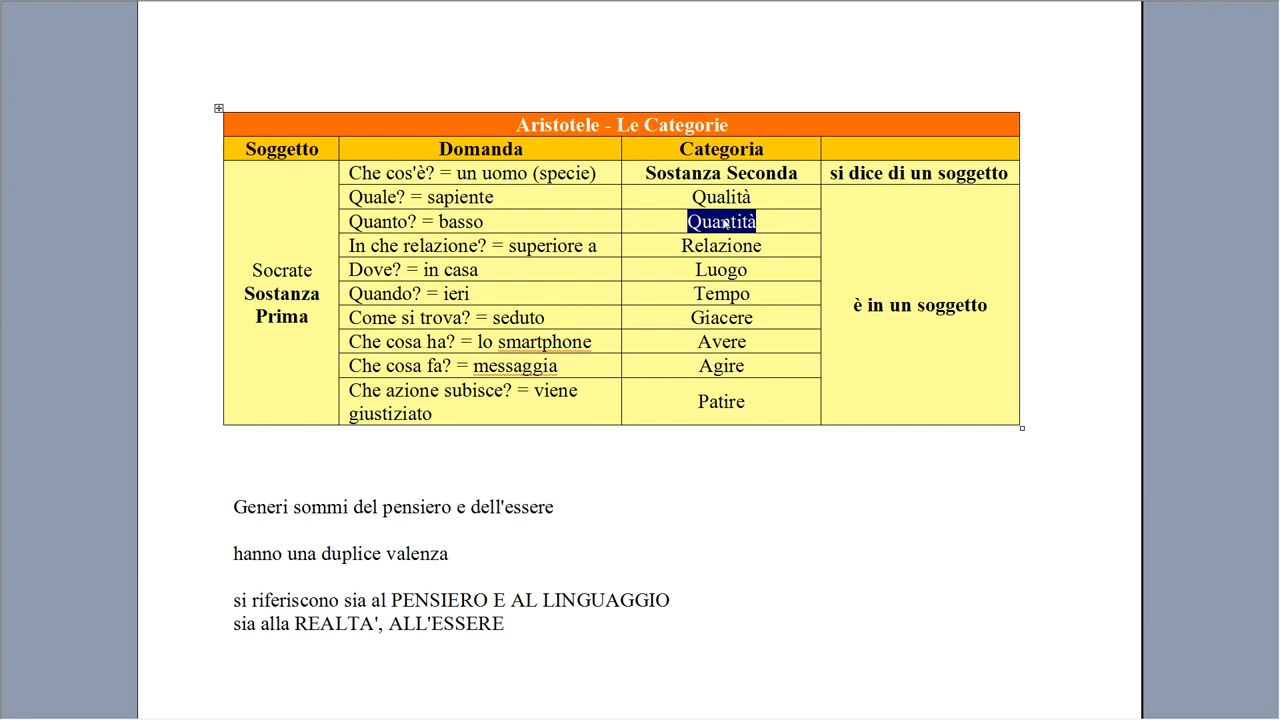 Aristotele - Le Categorie
Soggetto Domanda Categoria
Che cos'è? = un uomo (specie) Sostanza Seconda si dice di un soggetto
Quale? = sapiente Qualità
Quanto? = basso Quantità
In che relazione? = superiore a Relazione
Socrate Dove? = in casa Luogo
Sostanza Quando? = ieri Tempo è in un soggetto
Prima Come si trova? = seduto Giacere
Che cosa ha? = lo smartphone Avere
Che cosa fa? = messaggia Agire
Che azione subisce? = viene Patire
giustiziato
Generi sommi del pensiero e dell'essere
hanno una duplice valenza
si riferiscono sia al PENSIERO E AL LINGUAGGIO
sia alla REALTA', ALL'ESSERE